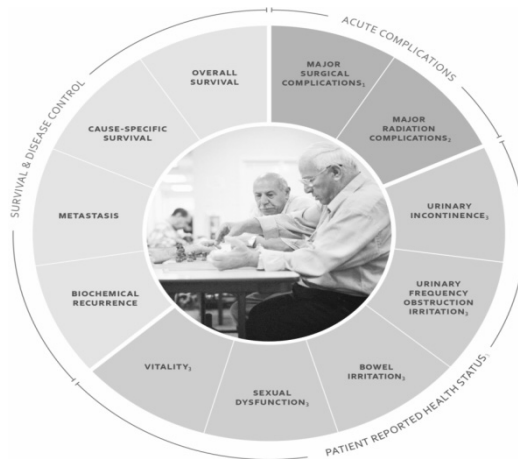 ACUTE COMPLICATIONS
MAJOR
SURGICAL
COMPLICATIONS₁
MAJOR
RADIATION
COMPLICATIONS₂
PATIENT REPORTED HEALTH STATUS
URINARY
INCONTINENCE₃
URINARY
FREQUENCY
OBSTRUCTION
IRRITATION₃
BOWEL
IRRITATION₃
SEXUAL
DYSFUNCTION₃
VITALITY₃
SURVIVAL & DISEASE CONTROL
BIOCHEMICAL
RECURRENCE
METASTASIS
CAUSE-SPECIFIC
SURVIVAL
OVERALL
SURVIVAL